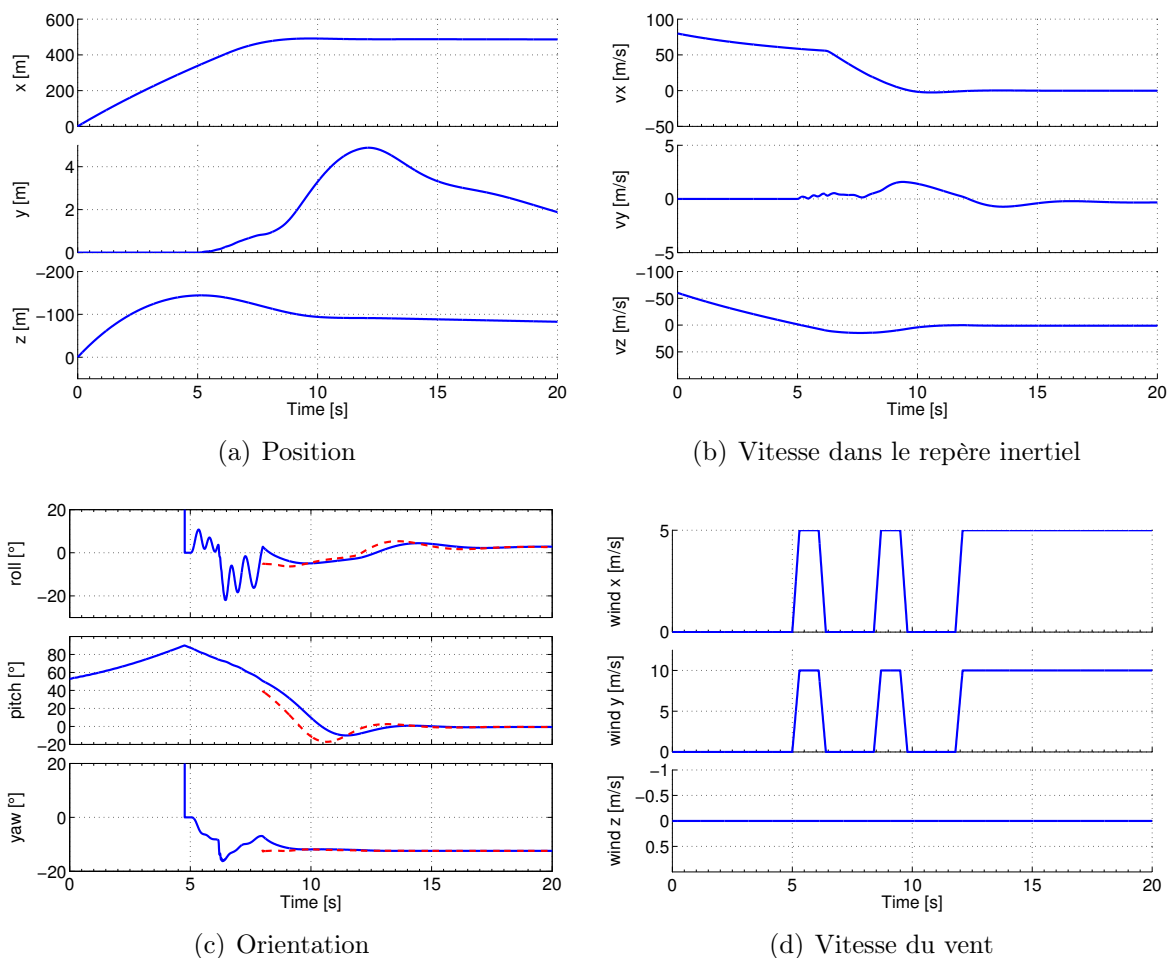 600
400
200
0
x [m]
4
2
0
y [m]
−200
−100
0
z [m]
0 5 10 15 20
Time [s]
(a) Position
100
50
0
−50
vx [m/s]
5
0
−5
vy [m/s]
−100
−50
0
50
vz [m/s]
0 5 10 15 20
Time [s]
(b) Vitesse dans le repère inertiel
20
0
−20
roll [°]
80
60
40
20
0
−20
pitch [°]
20
0
−20
yaw [°]
0 5 10 15 20
Time [s]
(c) Orientation
5
0
wind x [m/s]
10
5
0
wind y [m/s]
−1
−0.5
0
0.5
wind z [m/s]
0 5 10 15 20
Time [s]
(d) Vitesse du vent